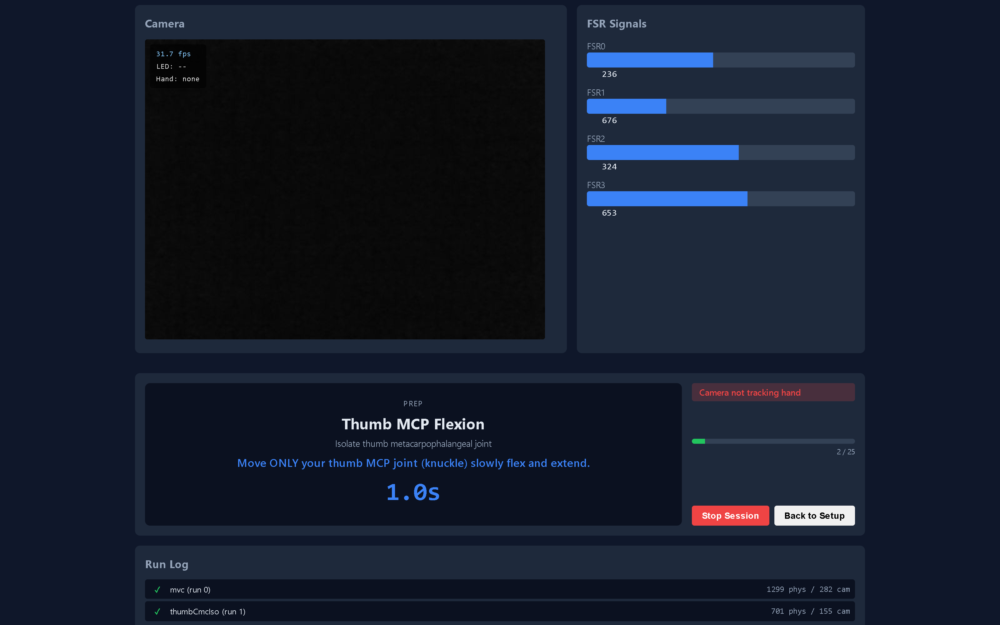 Camera
31.7 fps
LED: --
Hand: none
FSR Signals
FSR0
236
FSR1
676
FSR2
324
FSR3
653
PREP
Thumb MCP Flexion
Isolate thumb metacarpophalangeal joint
Move ONLY your thumb MCP joint (knuckle) slowly flex and extend.
1.0s
Camera not tracking hand
2 / 25
Stop Session
Back to Setup
Run Log
✓ mvc (run 0) 1299 phys / 282 cam
✓ thumbCmcIso (run 1) 701 phys / 155 cam